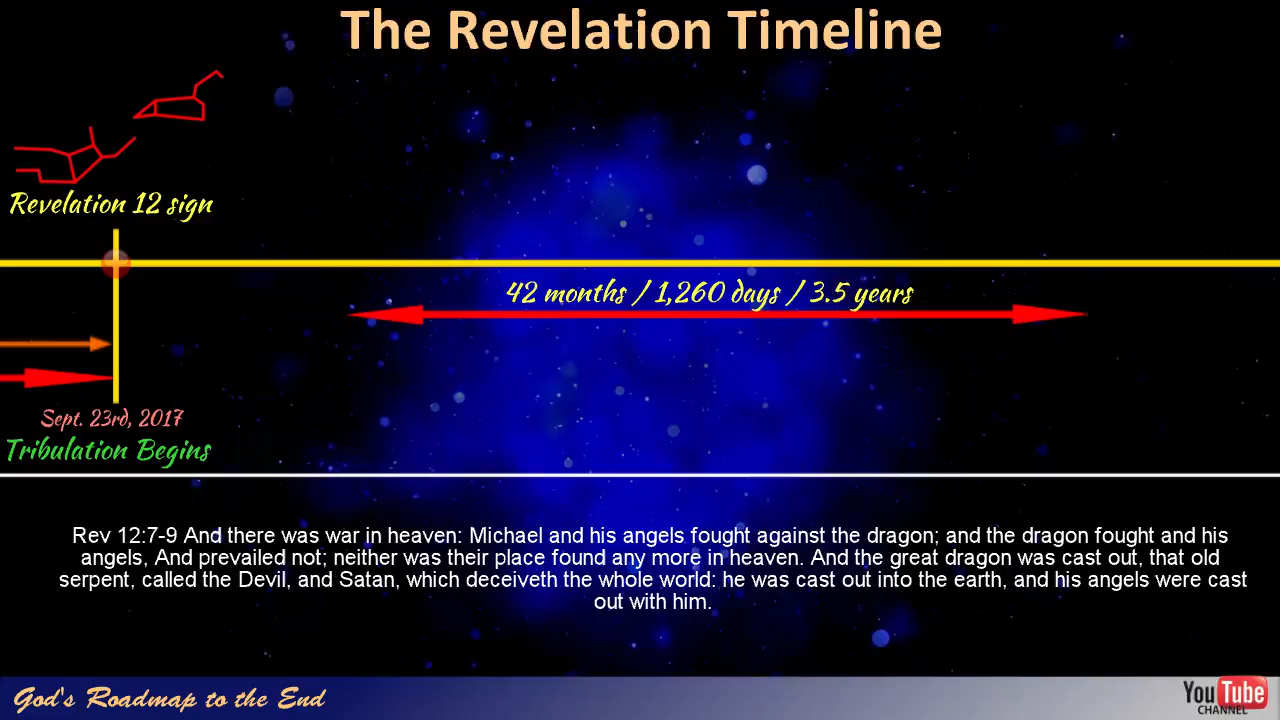 The Revelation Timeline
Revelation 12 sign
42 months / 1,260 days / 3.5 years
Sept. 23rd, 2017
Tribulation Begins
Rev 12:7-9 And there was war in heaven: Michael and his angels fought against the dragon; and the dragon fought and his
angels, And prevailed not; neither was their place found any more in heaven. And the great dragon was cast out, that old
serpent, called the Devil, and Satan, which deceiveth the whole world: he was cast out into the earth, and his angels were cast
out with him.
God's Roadmap to the End
YouTube
CHANNEL